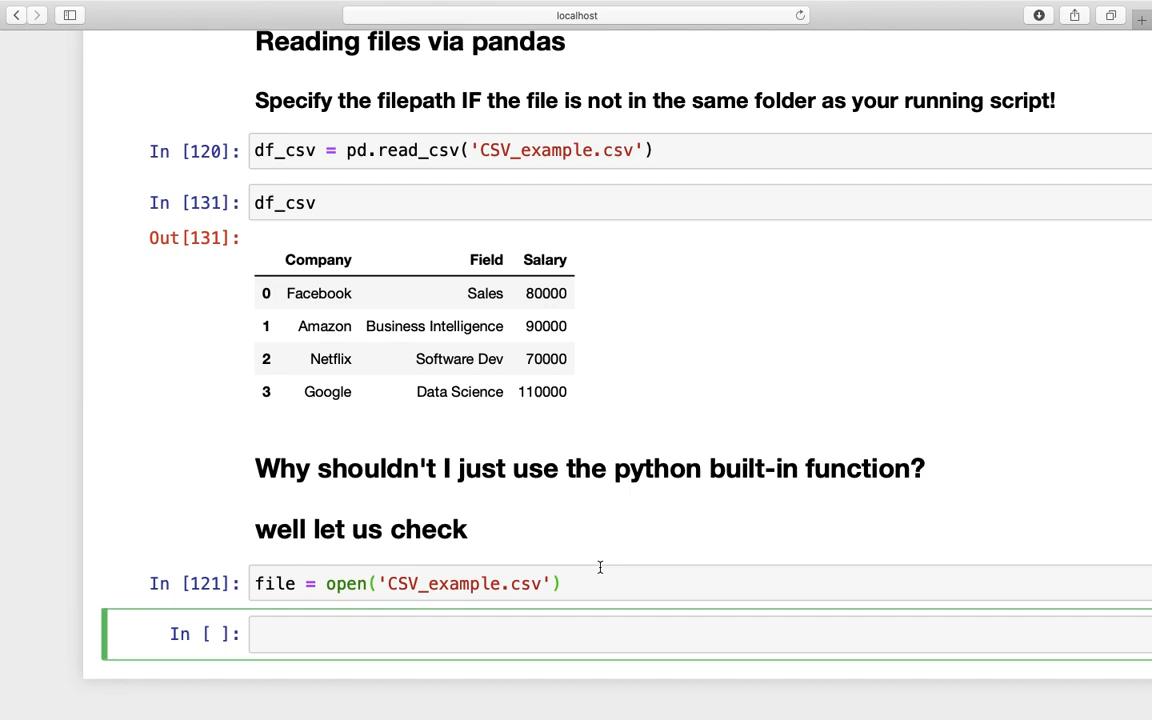 localhost
Reading files via pandas
Specify the filepath IF the file is not in the same folder as your running script!
In [120]: df_csv = pd.read_csv('CSV_example.csv')
In [131]: df_csv
Out[131]:
Company Field Salary
0 Facebook Sales 80000
1 Amazon Business Intelligence 90000
2 Netflix Software Dev 70000
3 Google Data Science 110000
Why shouldn't I just use the python built-in function?
well let us check
In [121]: file = open('CSV_example.csv')
In [ ]: